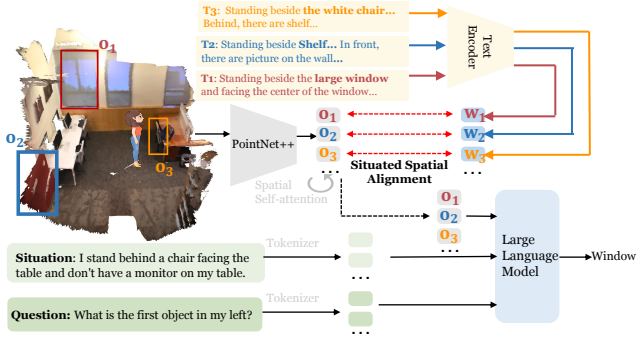 T3: Standing beside the white chair...
Behind, there are shelf...
T2: Standing beside Shelf... In front,
there are picture on the wall...
T1: Standing beside the large window
and facing the center of the window...
Text
Encoder
O1
O2
O3
PointNet++
Spatial
Self-attention
O1
O2
O3
...
W1
W2
W3
...
Situated Spatial
Alignment
O1
O2
O3
...
Situation: I stand behind a chair facing the
table and don't have a monitor on my table.
Tokenizer
...
Question: What is the first object in my left?
Tokenizer
...
Large
Language
Model
Window